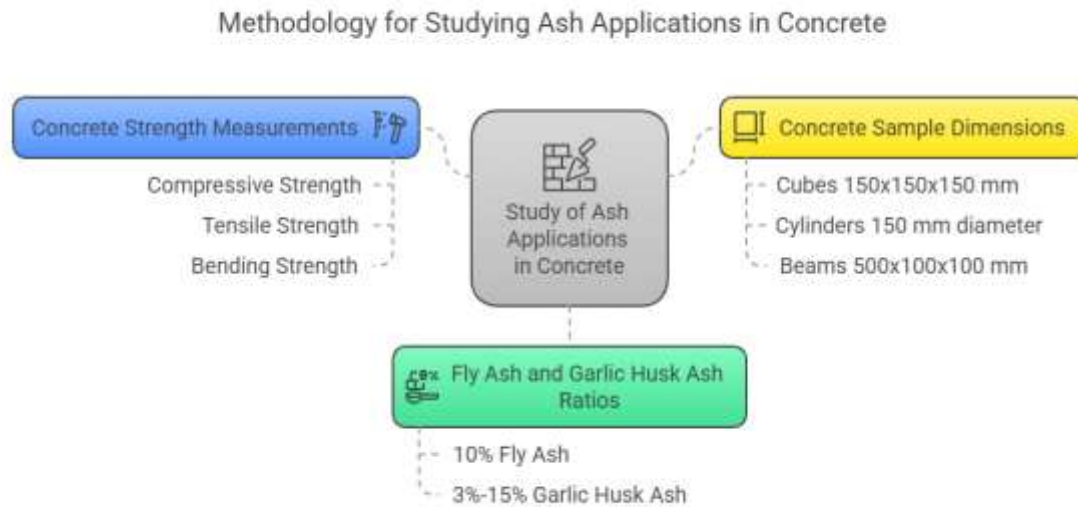 Methodology for Studying Ash Applications in Concrete
Concrete Strength Measurements
Compressive Strength
Tensile Strength
Bending Strength
Study of Ash
Applications
in Concrete
Concrete Sample Dimensions
Cubes 150x150x150 mm
Cylinders 150 mm diameter
Beams 500x100x100 mm
Fly Ash and Garlic Husk Ash
Ratios
10% Fly Ash
3%-15% Garlic Husk Ash